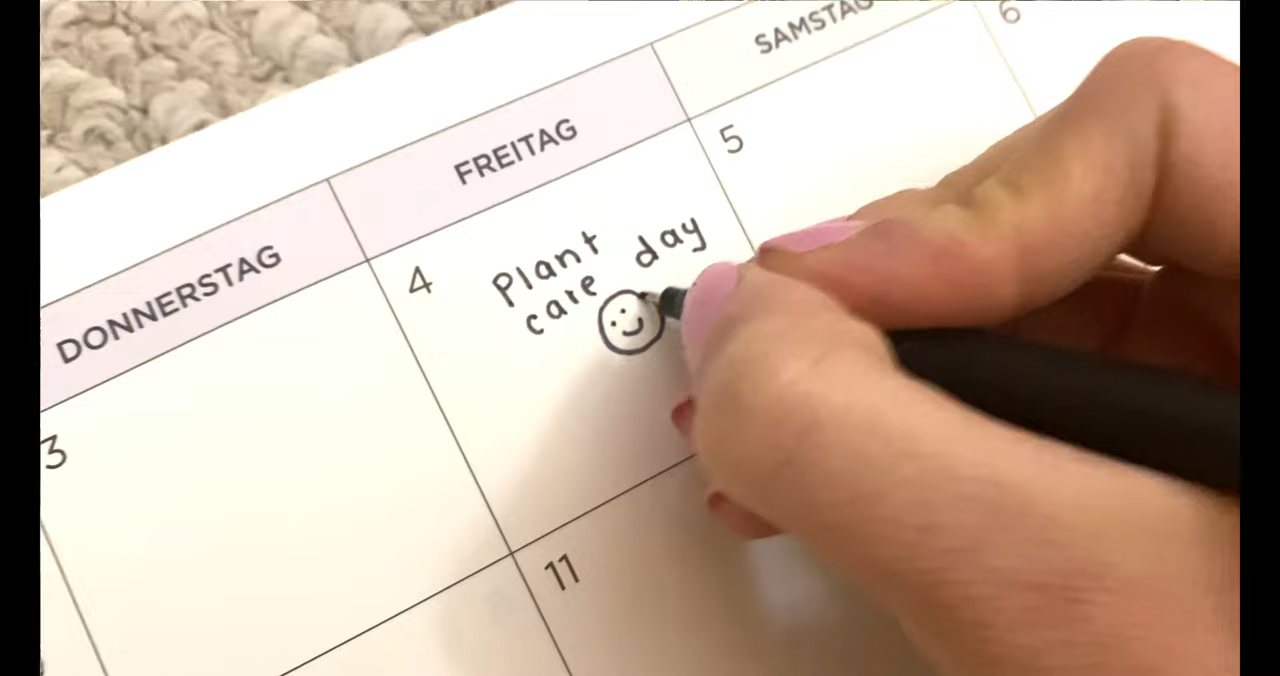 DONNERSTAG
FREITAG
SAMSTAG
3
4
5
6
Plant
care day
11